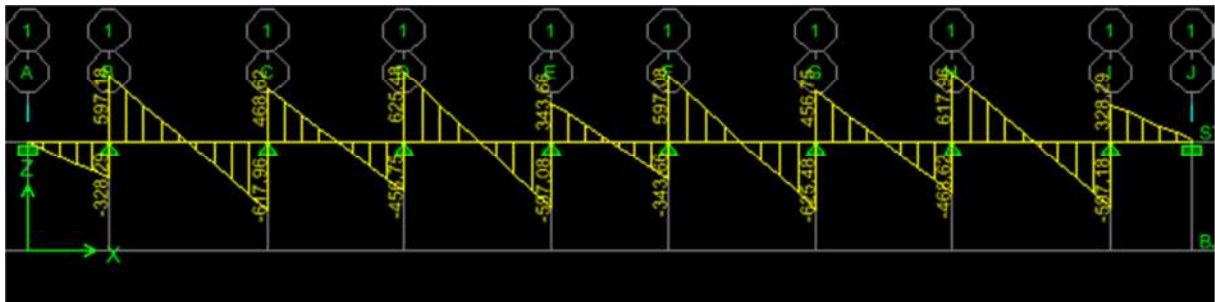 1 1 1 1 1 1 1 1 1 1
A B C D E F G H I J
597.18 468.62 625.48 343.66 597.08 456.75 617.96 328.29
-328.29 -617.96 -456.75 -597.08 -343.66 -625.48 -468.62 -597.18
Z
X